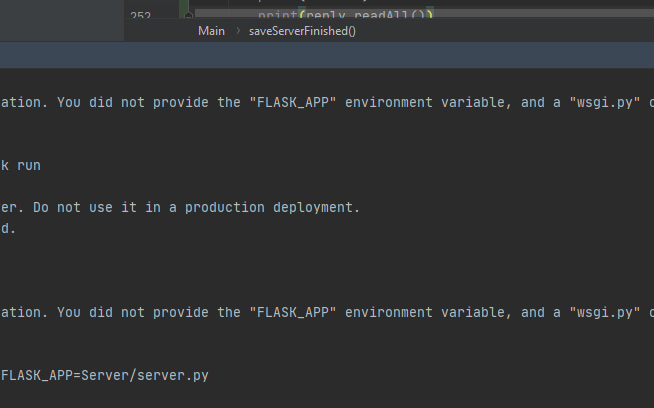 252 print(reply.readAll())
Main > saveServerFinished()
ation. You did not provide the "FLASK_APP" environment variable, and a "wsgi.py"
k run
er. Do not use it in a production deployment.
d.
ation. You did not provide the "FLASK_APP" environment variable, and a "wsgi.py"
FLASK_APP=Server/server.py